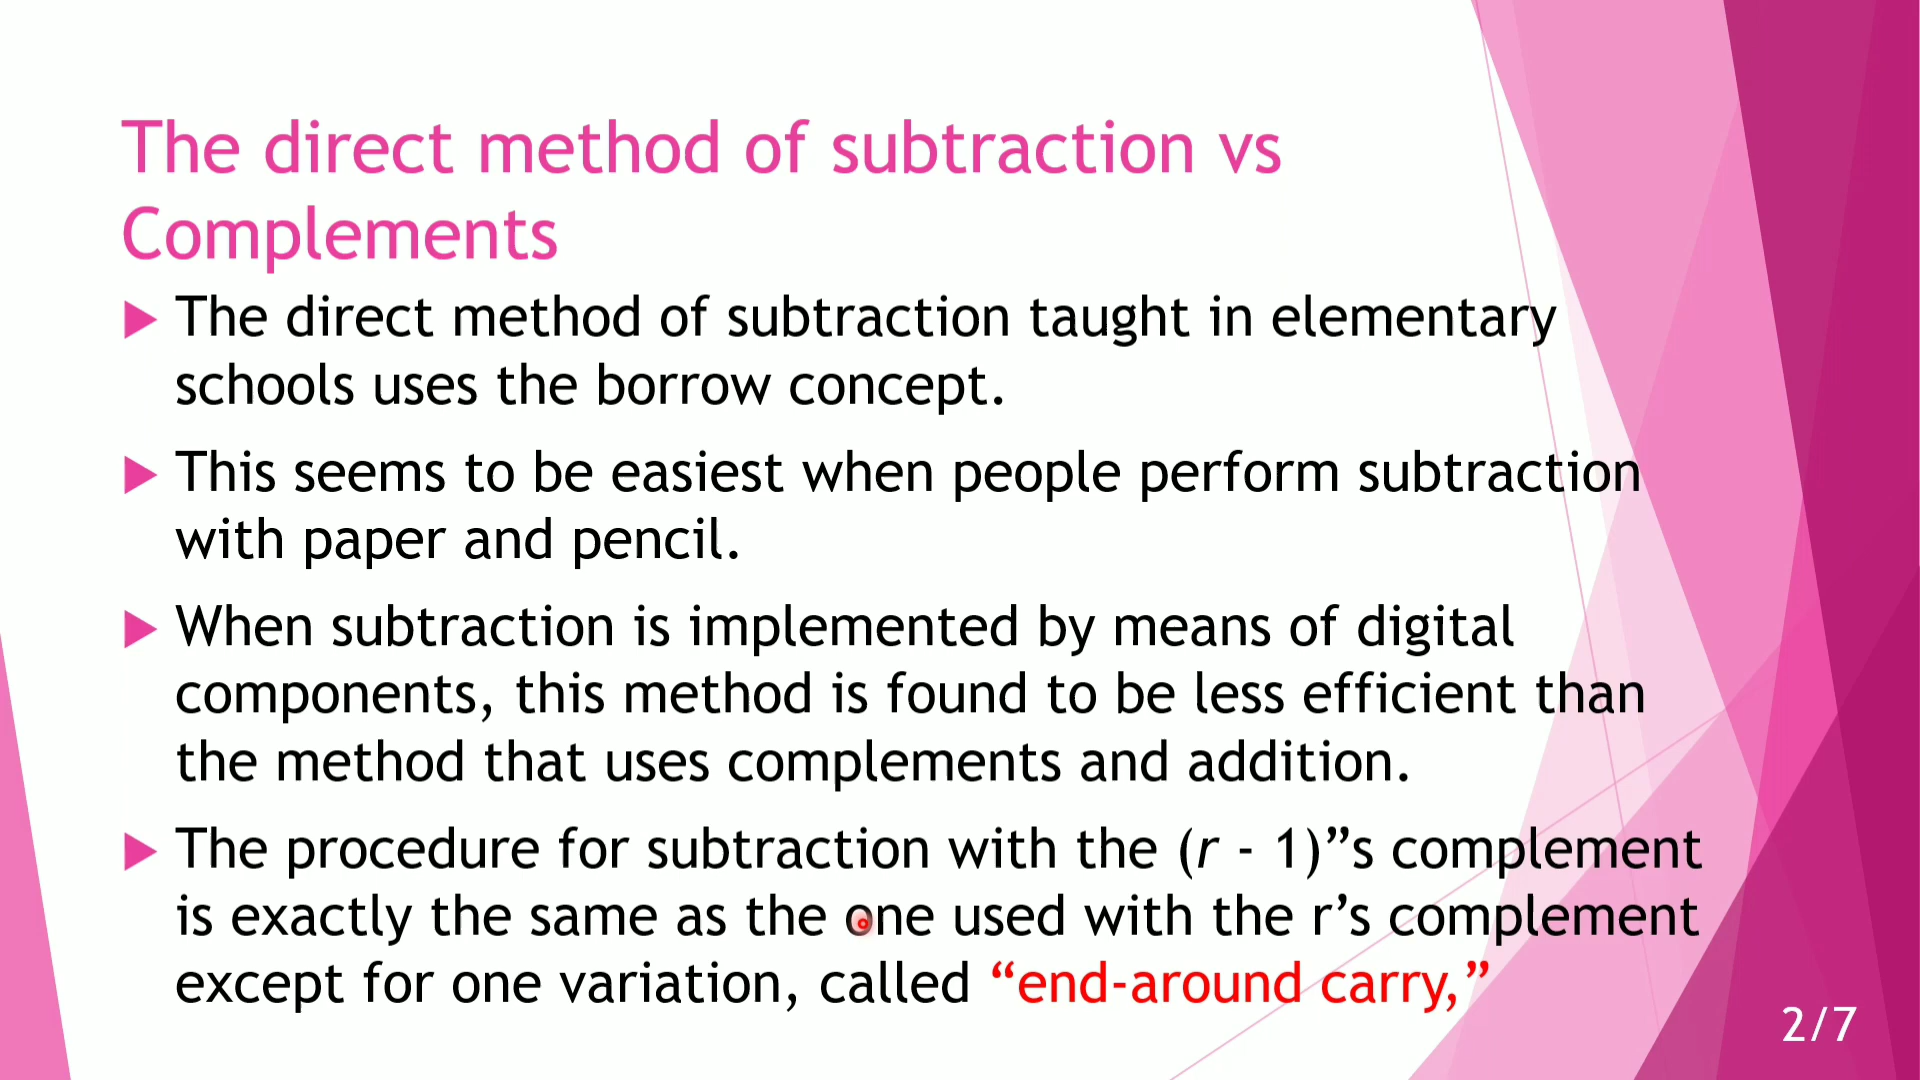 The direct method of subtraction vs
Complements
The direct method of subtraction taught in elementary
schools uses the borrow concept.
This seems to be easiest when people perform subtraction
with paper and pencil.
When subtraction is implemented by means of digital
components, this method is found to be less efficient than
the method that uses complements and addition.
The procedure for subtraction with the (r - 1)”s complement
is exactly the same as the one used with the r’s complement
except for one variation, called “end-around carry,”
2/7